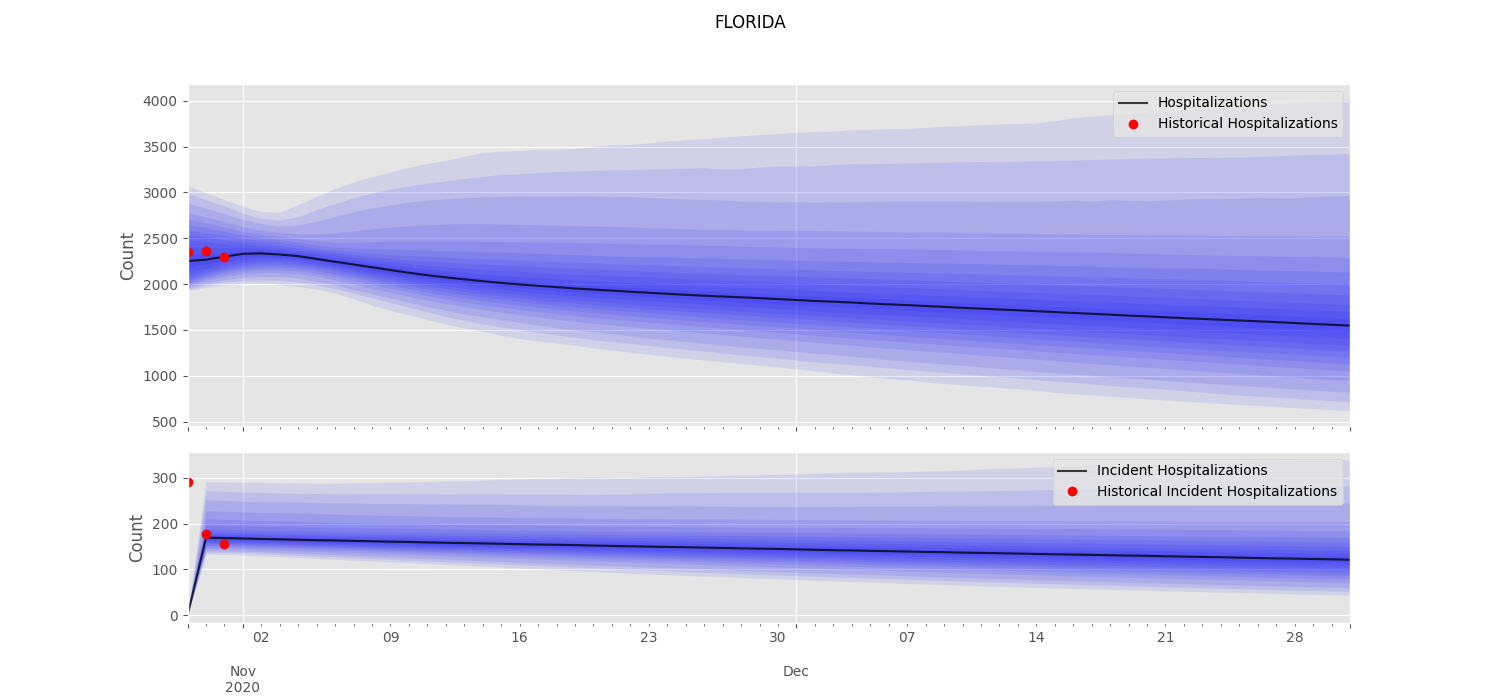 FLORIDA
4000
3500
3000
2500
2000
1500
1000
500
Count
Hospitalizations
Historical Hospitalizations
300
200
100
0
Count
Incident Hospitalizations
Historical Incident Hospitalizations
02 09 16 23 30 07 14 21 28
Nov Dec
2020